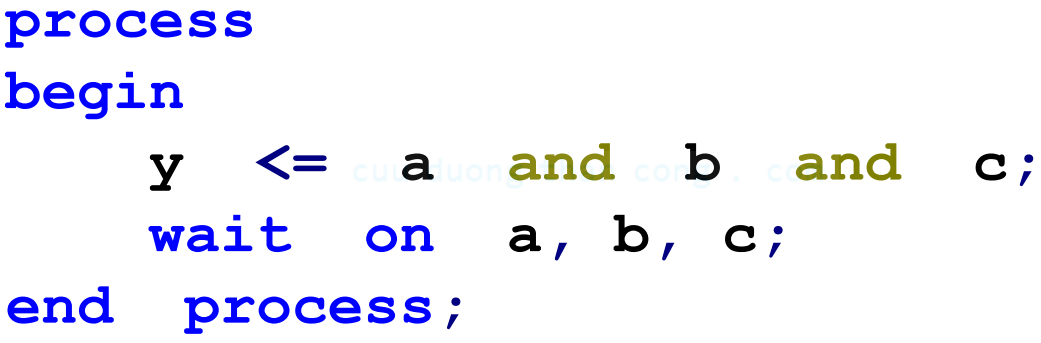 process
begin
    y  <=  a  and  b  and  c;
    wait  on  a, b, c;
end  process;